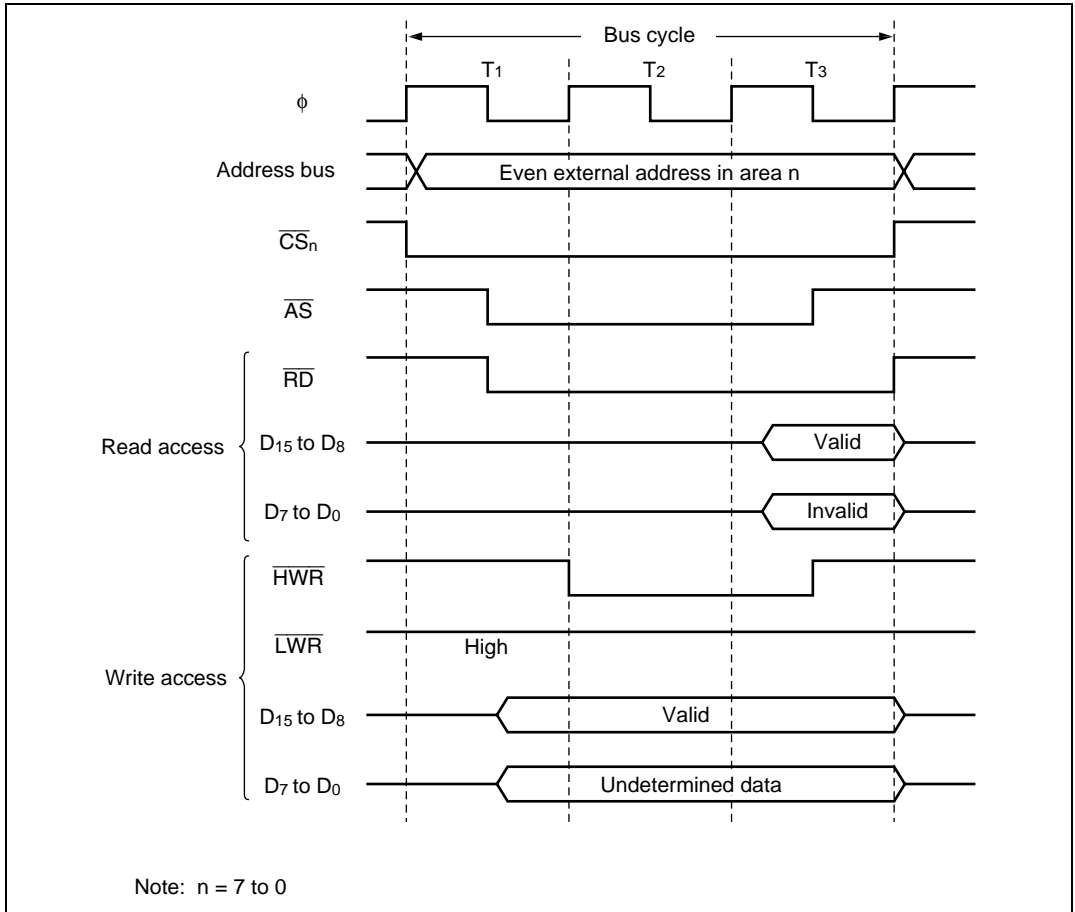 Bus cycle
T1 T2 T3
ϕ
Address bus Even external address in area n
CSn
AS
Read access
RD
D15 to D8 Valid
D7 to D0 Invalid
Write access
HWR
LWR High
D15 to D8 Valid
D7 to D0 Undetermined data
Note: n = 7 to 0